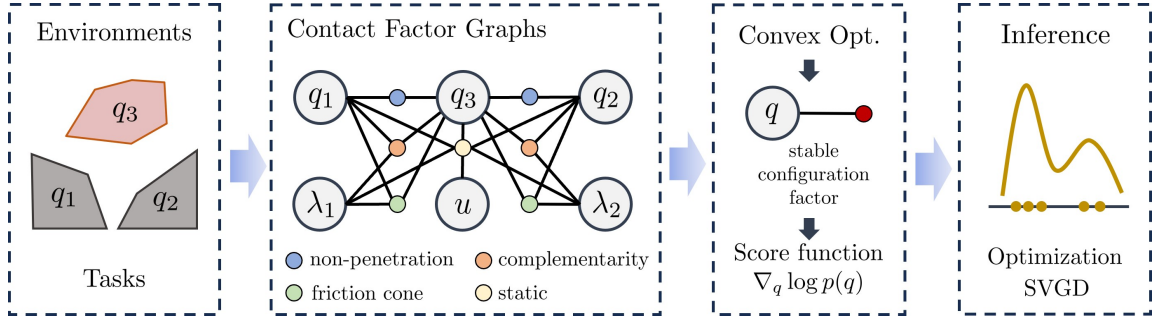 Environments
q₃
q₁
q₂
Tasks
Contact Factor Graphs
q₁ q₃ q₂
λ₁ u λ₂
non-penetration complementarity
friction cone static
Convex Opt.
q
stable
configuration
factor
Score function
∇q log p(q)
Inference
Optimization
SVGD